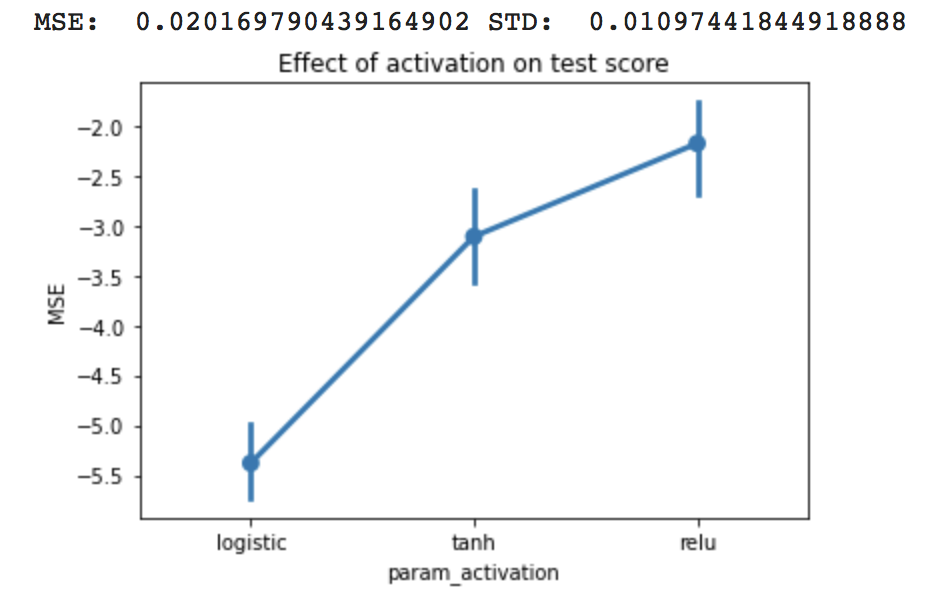 MSE:  0.020169790439164902 STD:  0.01097441844918888
Effect of activation on test score
MSE
−2.0
−2.5
−3.0
−3.5
−4.0
−4.5
−5.0
−5.5
logistic tanh relu
param_activation